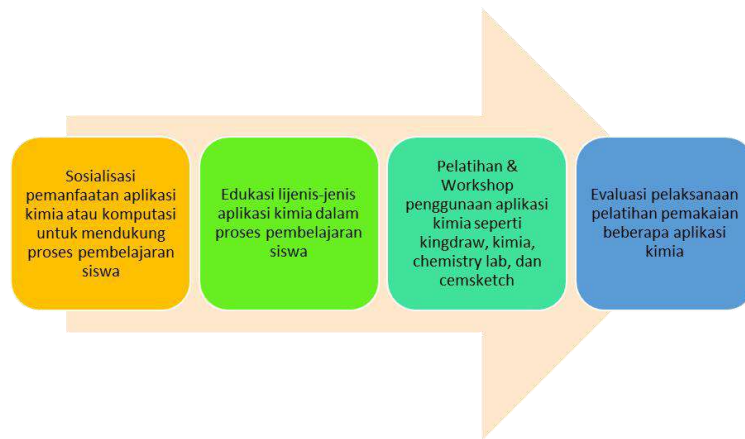 Sosialisasi
pemanfaatan aplikasi
kimia atau komputasi
untuk mendukung
proses pembelajaran
siswa
Edukasi lijenis-jenis
aplikasi kimia dalam
proses pembelajaran
siswa
Pelatihan &
Workshop
penggunaan aplikasi
kimia seperti
kingdraw, kimia,
chemistry lab, dan
cemsketch
Evaluasi pelaksanaan
pelatihan pemakaian
beberapa aplikasi
kimia